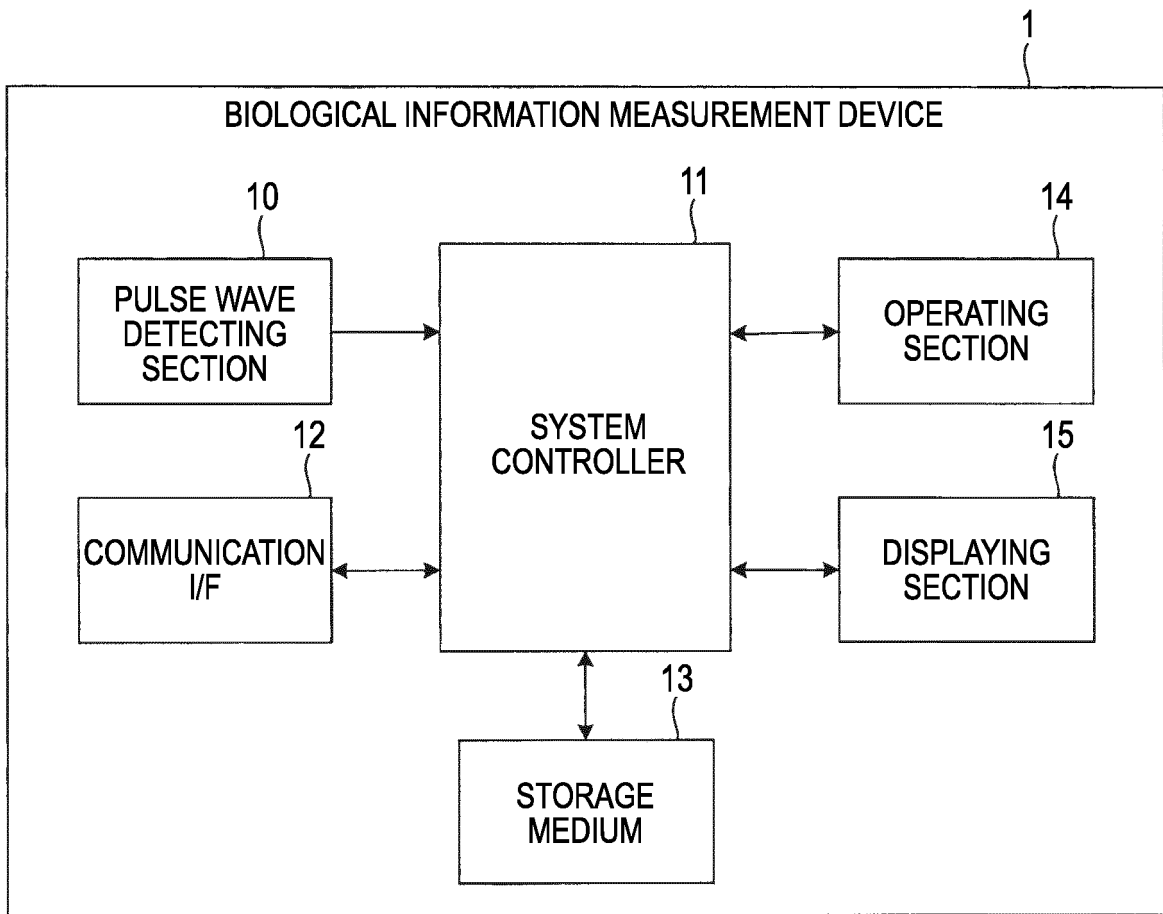 1
BIOLOGICAL INFORMATION MEASUREMENT DEVICE
10
PULSE WAVE
DETECTING
SECTION
11
SYSTEM
CONTROLLER
14
OPERATING
SECTION
12
COMMUNICATION
I/F
15
DISPLAYING
SECTION
13
STORAGE
MEDIUM